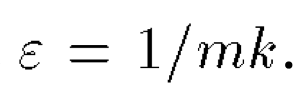 ε = 1/mk.